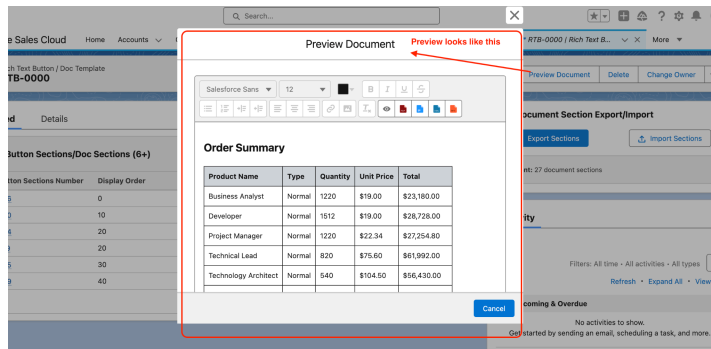 Search...
e Sales Cloud Home Accounts
* RTB-0000 | Rich Text B... More
Preview Document
Preview looks like this
ch Text Button / Doc Template
TB-0000
Preview Document Delete Change Owner
Salesforce Sans 12
B I U S
ed Details
ocument Section Export/Import
Export Sections Import Sections
nt: 27 document sections
Button Sections/Doc Sections (6+)
tton Sections Number Display Order
6 0
0 10
4 20
9 20
5 30
9 40
Order Summary
Product Name Type Quantity Unit Price Total
Business Analyst Normal 1220 $19.00 $23,180.00
Developer Normal 1512 $19.00 $28,728.00
Project Manager Normal 1220 $22.34 $27,254.80
Technical Lead Normal 820 $75.60 $61,992.00
Technology Architect Normal 540 $104.50 $56,430.00
ity
Filters: All time • All activities • All types
Refresh • Expand All • View
coming & Overdue
No activities to show.
Get started by sending an email, scheduling a task, and more.
Cancel